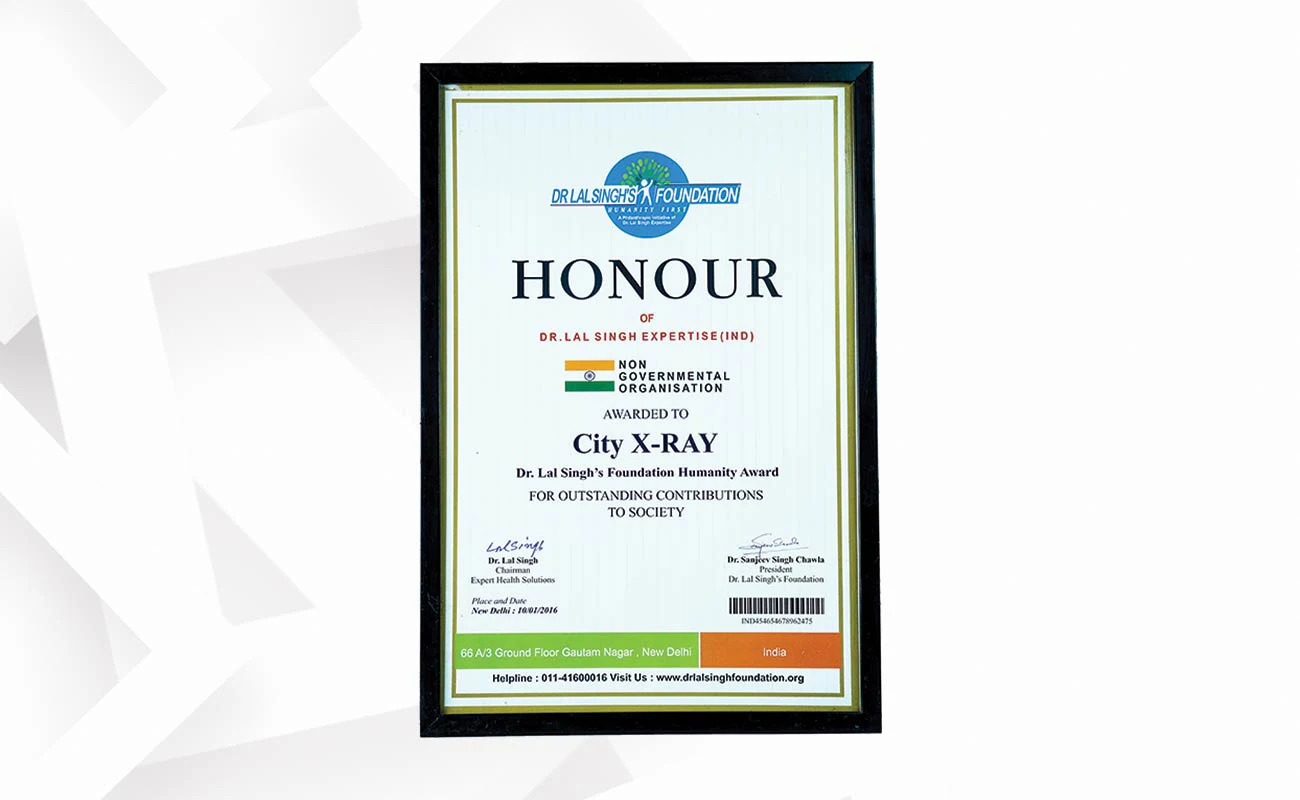 DR LAL SINGH'S FOUNDATION
HUMANITY FIRST
A Philanthropic Initiative of
Dr. Lal Singh Expertise
HONOUR
OF
DR.LAL SINGH EXPERTISE(IND)
NON
GOVERNMENTAL
ORGANISATION
AWARDED TO
City X-RAY
Dr. Lal Singh's Foundation Humanity Award
FOR OUTSTANDING CONTRIBUTIONS
TO SOCIETY
LalSingh
Dr. Lal Singh
Chairman
Expert Health Solutions
Dr. Sanjeev Singh Chawla
President
Dr. Lal Singh's Foundation
Place and Date
New Delhi : 10/01/2016
IND454654678962475
66 A/3 Ground Floor Gautam Nagar , New Delhi
India
Helpline : 011-41600016 Visit Us : www.drlalsinghfoundation.org